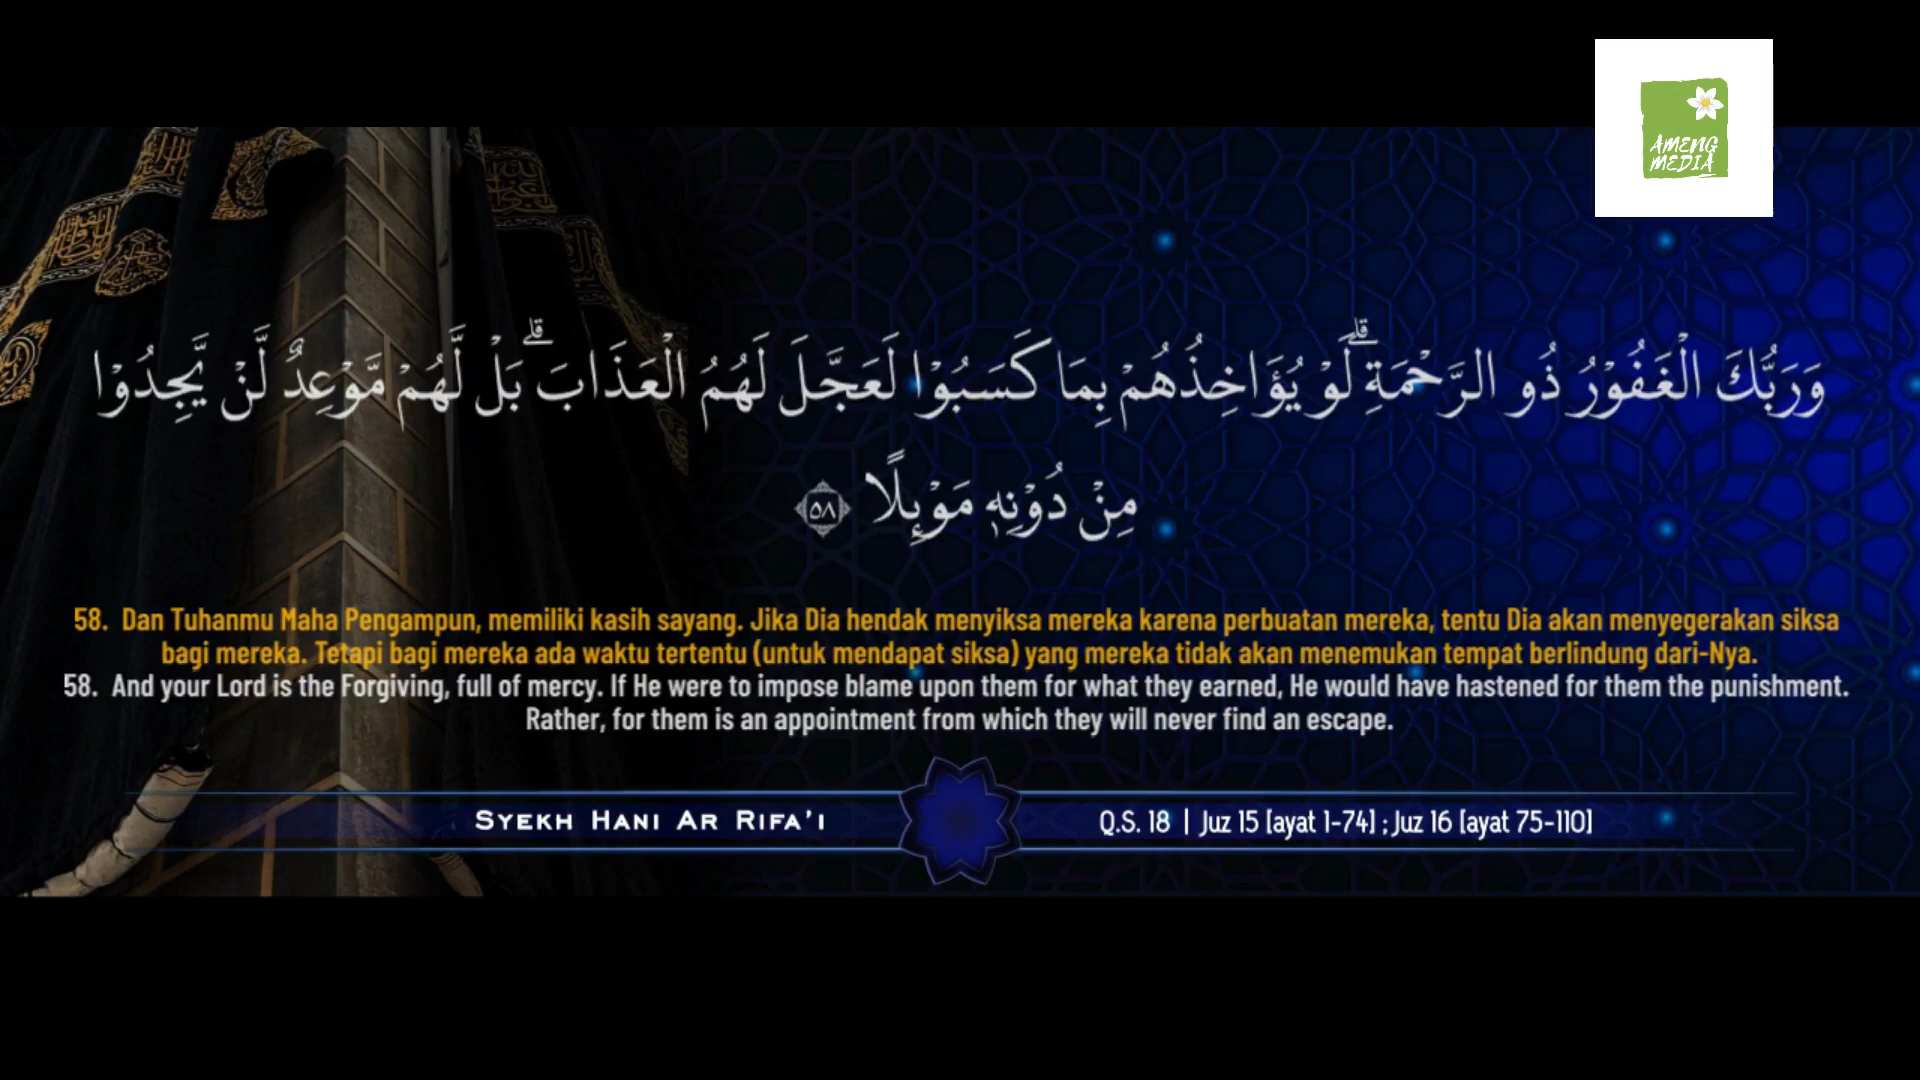 AMENG
MEDIA
وَرَبُّكَ الْغَفُوْرُ ذُو الرَّحْمَةِۗ لَوْ يُؤَاخِذُهُمْ بِمَا كَسَبُوْا لَعَجَّلَ لَهُمُ الْعَذَابَۗ بَلْ لَّهُمْ مَّوْعِدٌ لَّنْ يَّجِدُوْا
مِنْ دُوْنِهٖ مَوْىِٕلًا ٥٨
58. Dan Tuhanmu Maha Pengampun, memiliki kasih sayang. Jika Dia hendak menyiksa mereka karena perbuatan mereka, tentu Dia akan menyegerakan siksa
bagi mereka. Tetapi bagi mereka ada waktu tertentu (untuk mendapat siksa) yang mereka tidak akan menemukan tempat berlindung dari-Nya.
58. And your Lord is the Forgiving, full of mercy. If He were to impose blame upon them for what they earned, He would have hastened for them the punishment.
Rather, for them is an appointment from which they will never find an escape.
Syekh Hani Ar Rifa'i
Q.S. 18 | Juz 15 [ayat 1-74] ; Juz 16 [ayat 75-110]